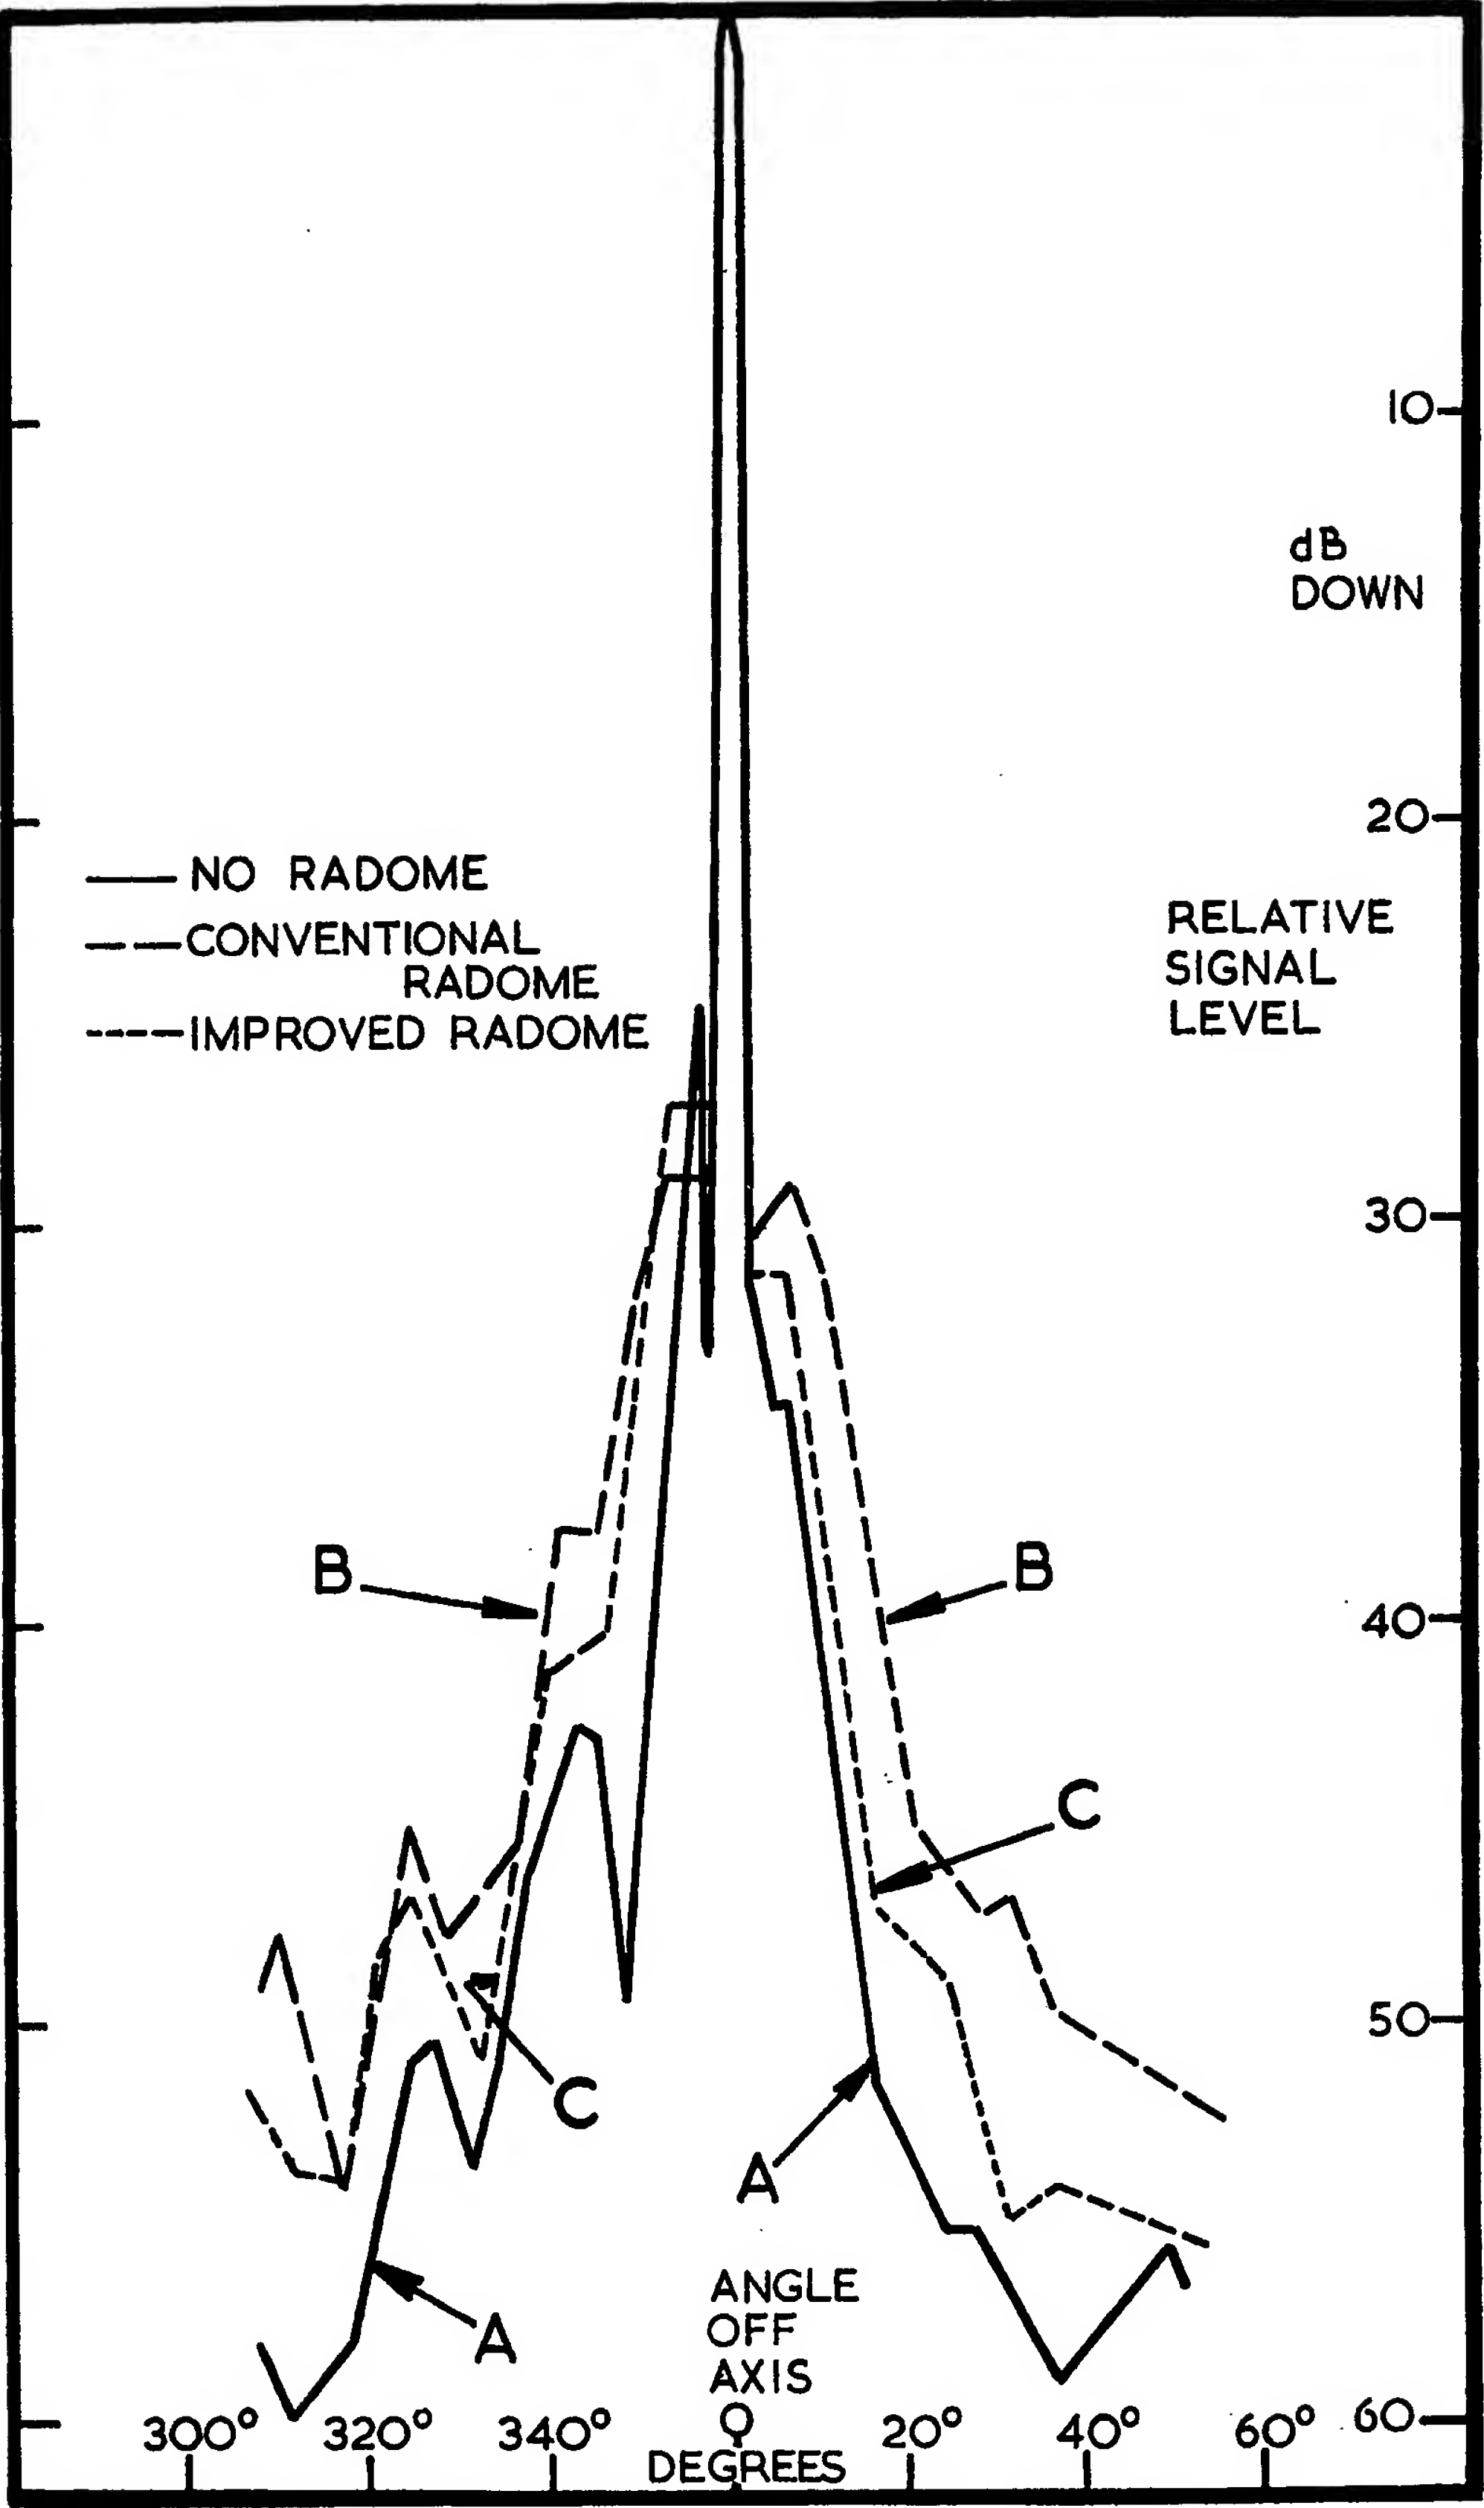 10
dB
DOWN
20
NO RADOME
CONVENTIONAL
RADOME
IMPROVED RADOME
RELATIVE
SIGNAL
LEVEL
30
B
B
40
C
50
C
A
A
ANGLE
OFF
AXIS
300° 320° 340° 0 20° 40° 60° 60
DEGREES